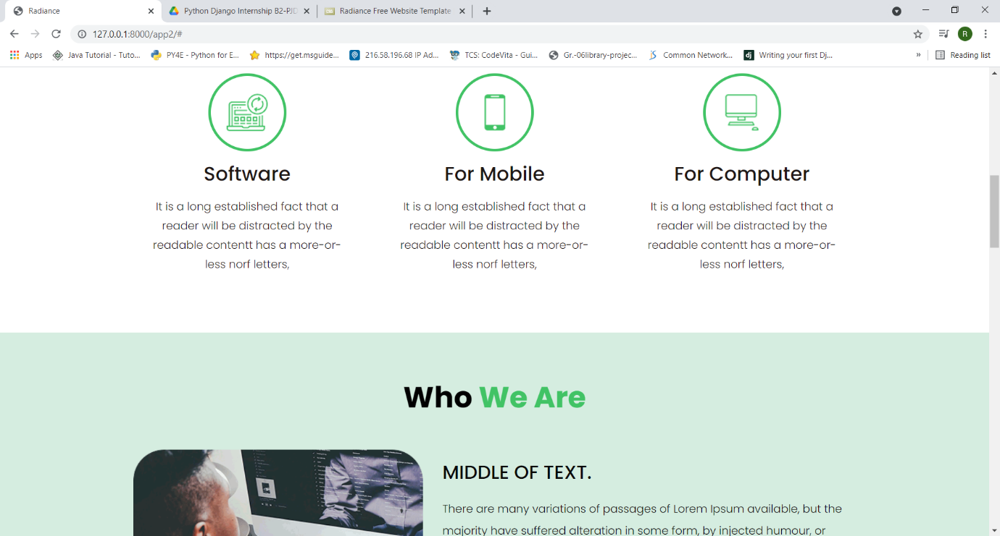 Radiance
Python Django Internship B2-PJD
Radiance Free Website Template
127.0.0.1:8000/app2/#
R
Apps
Java Tutorial - Tuto...
PY4E - Python for E...
https://get.msguide...
216.58.196.68 IP Ad...
TCS: CodeVita - Gui...
Gr.-06library-projec...
Common Network...
dj
Writing your first Dj...
»
Reading list
Software
For Mobile
For Computer
It is a long established fact that a
reader will be distracted by the
readable contentt has a more-or-
less norf letters,
It is a long established fact that a
reader will be distracted by the
readable contentt has a more-or-
less norf letters,
It is a long established fact that a
reader will be distracted by the
readable contentt has a more-or-
less norf letters,
Who We Are
MIDDLE OF TEXT.
There are many variations of passages of Lorem Ipsum available, but the
majority have suffered alteration in some form, by injected humour, or